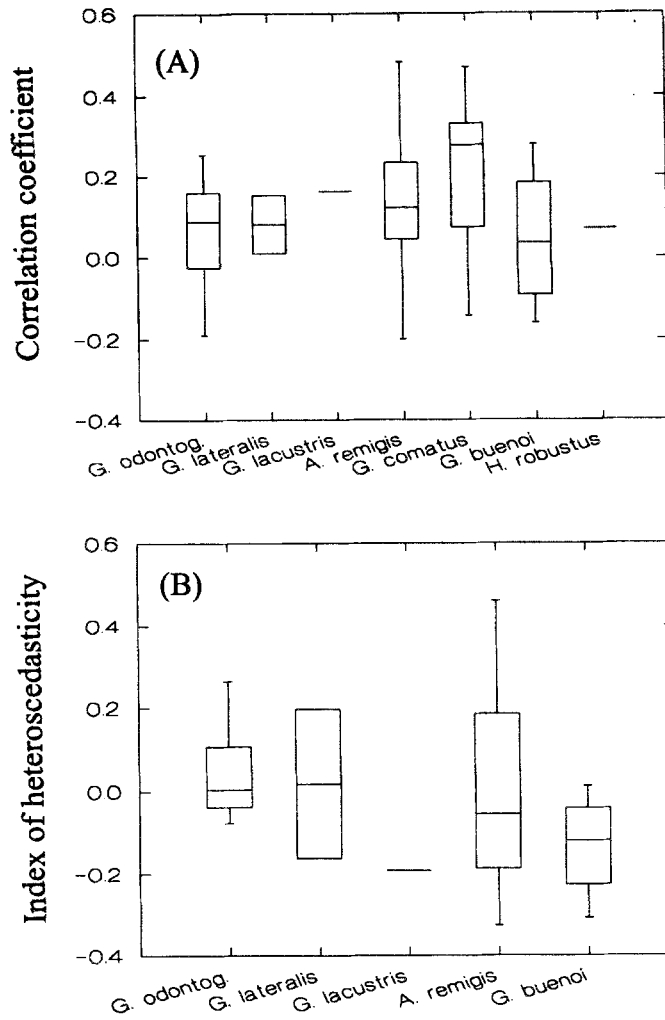 0.6
(A)
0.4
0.2
0.0
−0.2
−0.4
Correlation coefficient
G. odontog.
G. lateralis
G. lacustris
A. remigis
G. comatus
G. buenoi
H. robustus
0.6
(B)
0.4
0.2
0.0
−0.2
−0.4
Index of heteroscedasticity
G. odontog.
G. lateralis
G. lacustris
A. remigis
G. buenoi